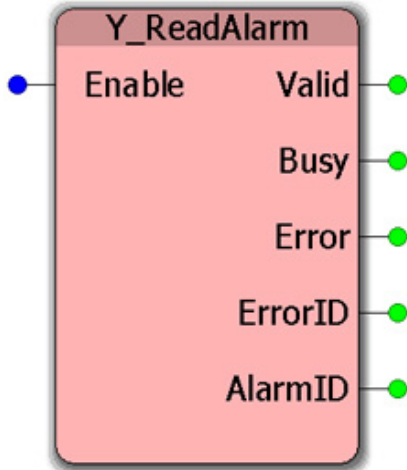 Y_ReadAlarm
Enable Valid
Busy
Error
ErrorID
AlarmID